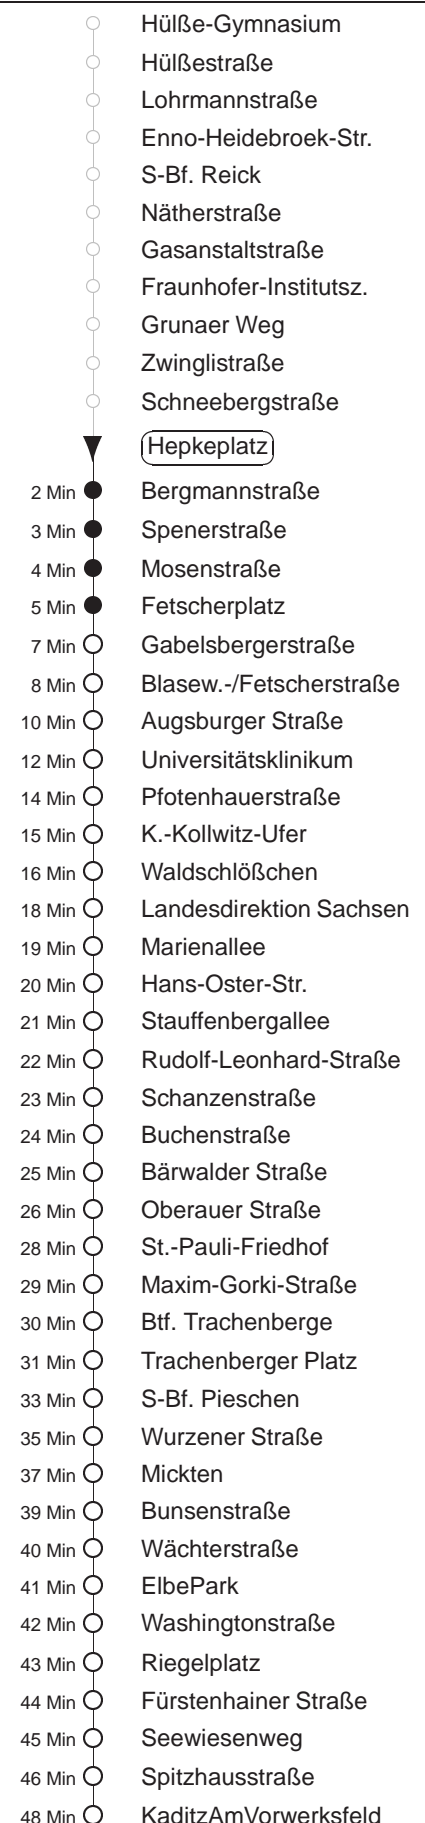 Hülße-Gymnasium
Hülßestraße
Lohrmannstraße
Enno-Heidebroek-Str.
S-Bf. Reick
Nätherstraße
Gasanstaltstraße
Fraunhofer-Institutsz.
Grunaer Weg
Zwinglistraße
Schneebergstraße
Hepkeplatz
2 Min Bergmannstraße
3 Min Spenerstraße
4 Min Mosenstraße
5 Min Fetscherplatz
7 Min Gabelsbergerstraße
8 Min Blasew.-/Fetscherstraße
10 Min Augsburger Straße
12 Min Universitätsklinikum
14 Min Pfotenhauerstraße
15 Min K.-Kollwitz-Ufer
16 Min Waldschlößchen
18 Min Landesdirektion Sachsen
19 Min Marienallee
20 Min Hans-Oster-Str.
21 Min Stauffenbergallee
22 Min Rudolf-Leonhard-Straße
23 Min Schanzenstraße
24 Min Buchenstraße
25 Min Bärwalder Straße
26 Min Oberauer Straße
28 Min St.-Pauli-Friedhof
29 Min Maxim-Gorki-Straße
30 Min Btf. Trachenberge
31 Min Trachenberger Platz
33 Min S-Bf. Pieschen
35 Min Wurzener Straße
37 Min Mickten
39 Min Bunsenstraße
40 Min Wächterstraße
41 Min ElbePark
42 Min Washingtonstraße
43 Min Riegelplatz
44 Min Fürstenhainer Straße
45 Min Seewiesenweg
46 Min Spitzhausstraße
48 Min KaditzAmVorwerksfeld